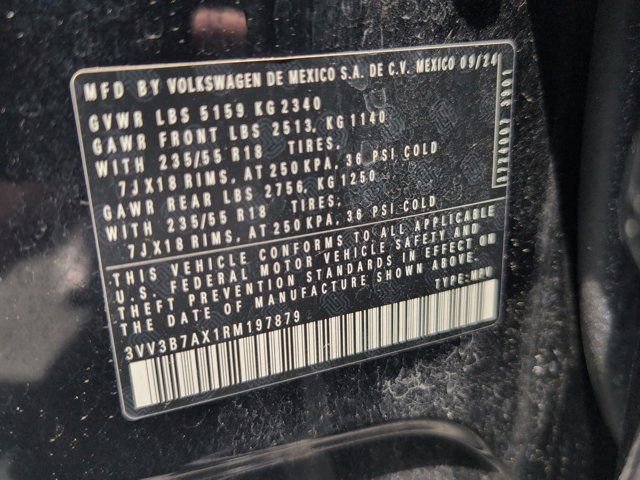 MFD BY VOLKSWAGEN DE MEXICO S.A. DE C.V. MEXICO 09/24
GVWR LBS 5159 KG 2340
GAWR FRONT LBS 2513, KG 1140
WITH 235/55 R18 TIRES,
7JX18 RIMS, AT 250 KPA, 36 PSI COLD
GAWR REAR LBS 2756, KG 1250
WITH 235/55 R18 TIRES,
7JX18 RIMS, AT 250 KPA, 36 PSI COLD
THIS VEHICLE CONFORMS TO ALL APPLICABLE
U.S. FEDERAL MOTOR VEHICLE SAFETY AND
THEFT PREVENTION STANDARDS IN EFFECT ON
THE DATE OF MANUFACTURE SHOWN ABOVE.
TYPE: MPV
3VV3B7AX1RM197879